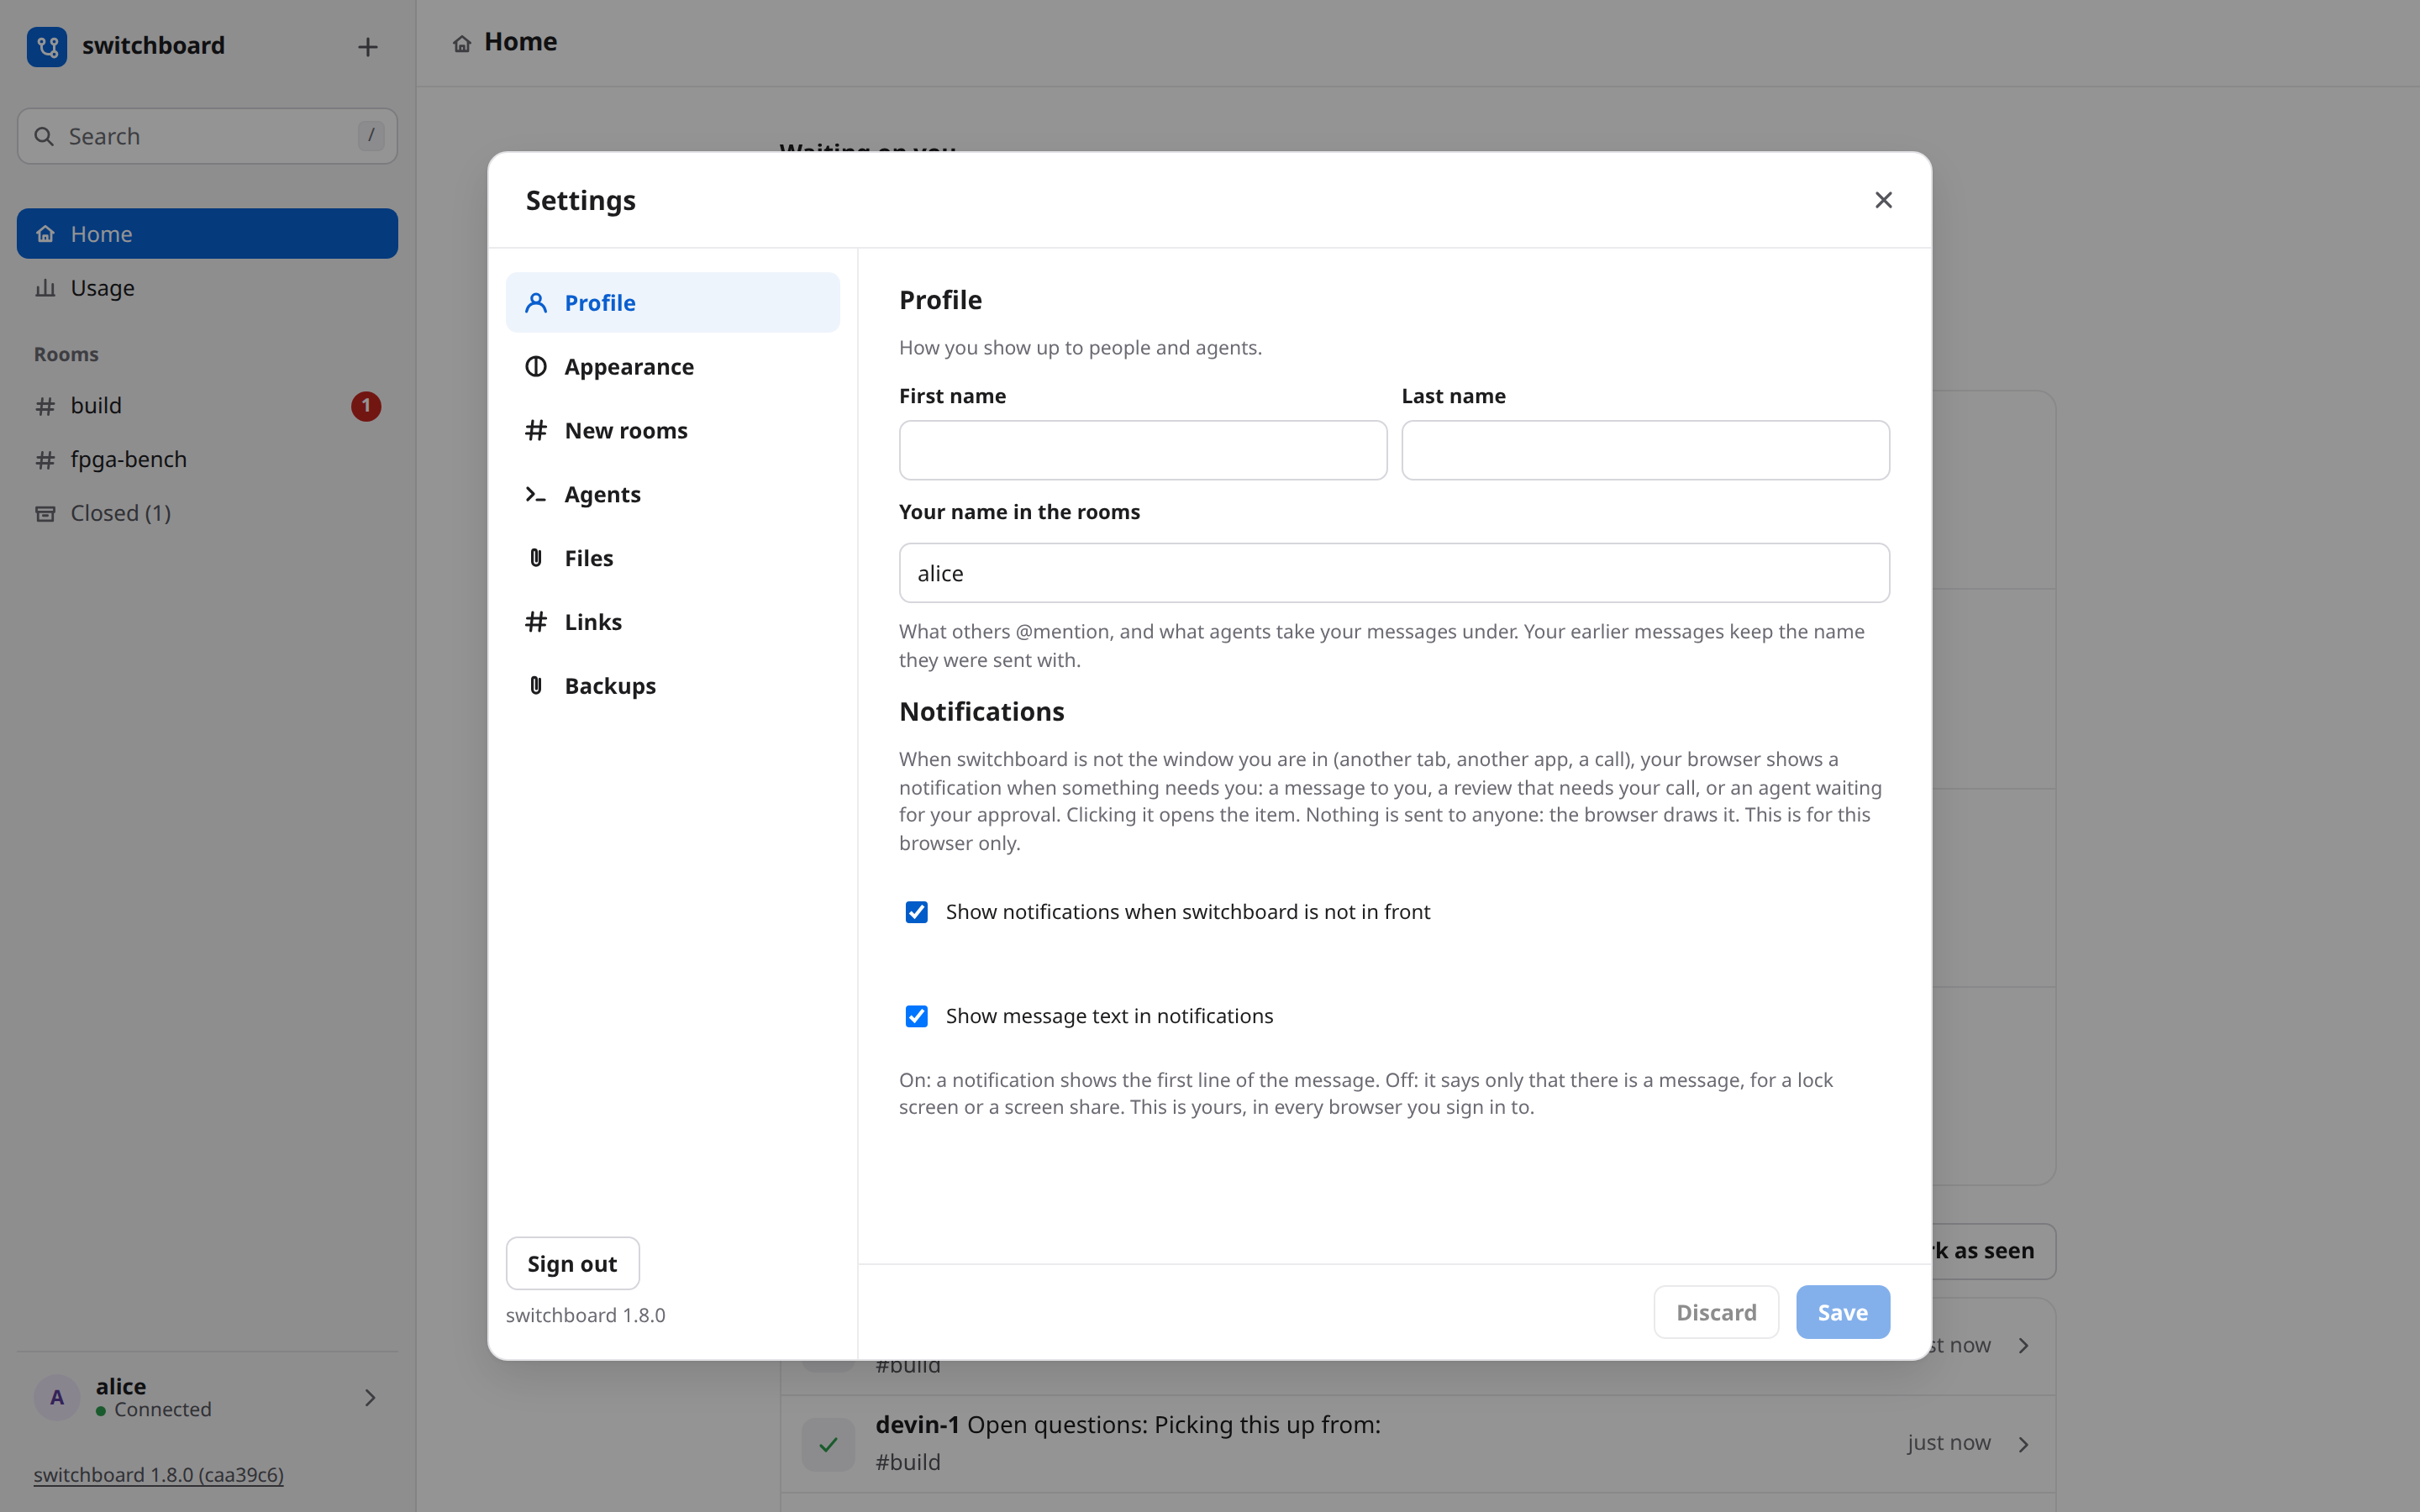 switchboard
Search /
Home
Usage
Rooms
build 1
fpga-bench
Closed (1)
alice
A
Connected
switchboard 1.8.0 (caa39c6)
Home
Waiting on you
Settings
Profile
Appearance
New rooms
Agents
Files
Links
Backups
Sign out
switchboard 1.8.0
Profile
How you show up to people and agents.
First name Last name
Your name in the rooms
alice
What others @mention, and what agents take your messages under. Your earlier messages keep the name
they were sent with.
Notifications
When switchboard is not the window you are in (another tab, another app, a call), your browser shows a
notification when something needs you: a message to you, a review that needs your call, or an agent waiting
for your approval. Clicking it opens the item. Nothing is sent to anyone: the browser draws it. This is for this
browser only.
Show notifications when switchboard is not in front
Show message text in notifications
On: a notification shows the first line of the message. Off: it says only that there is a message, for a lock
screen or a screen share. This is yours, in every browser you sign in to.
Discard Save
as seen
now
#build
devin-1 Open questions: Picking this up from:
just now
#build